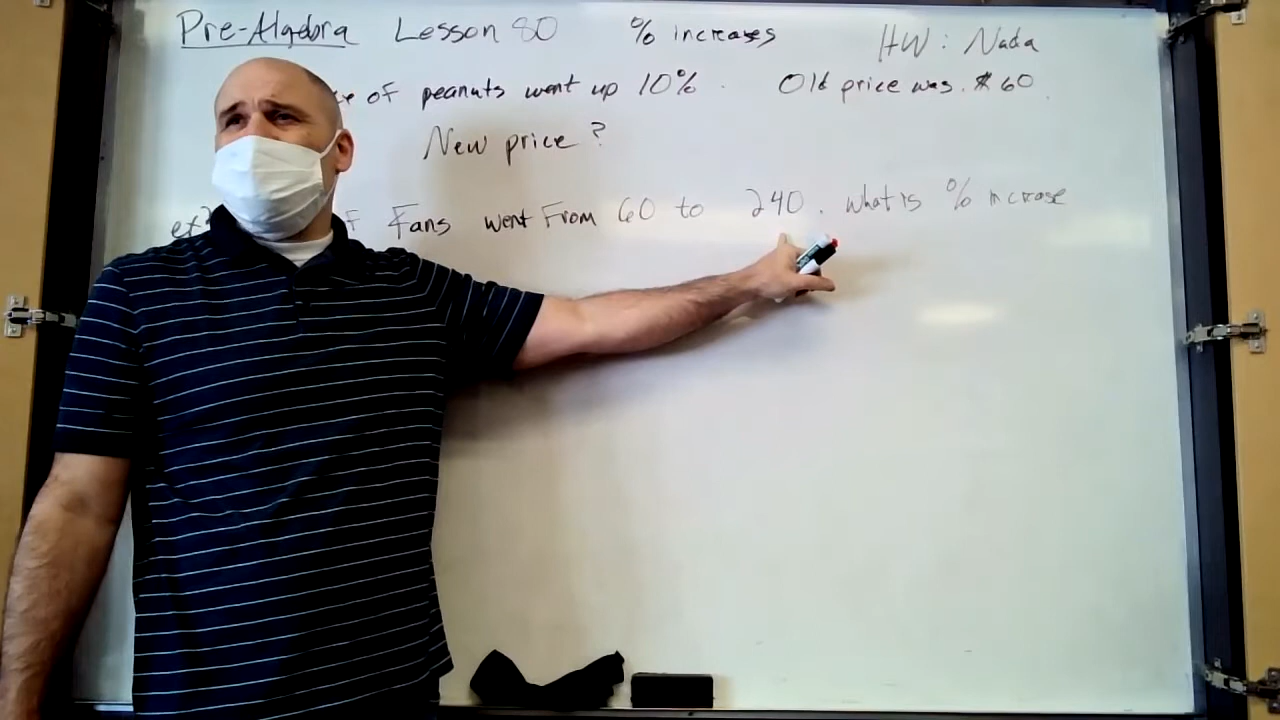 Pre-Algebra Lesson 80 % increases HW: Nada
of peanuts went up 10%. Old price was $60.
New price?
Fans went From 60 to 240. what is % increase